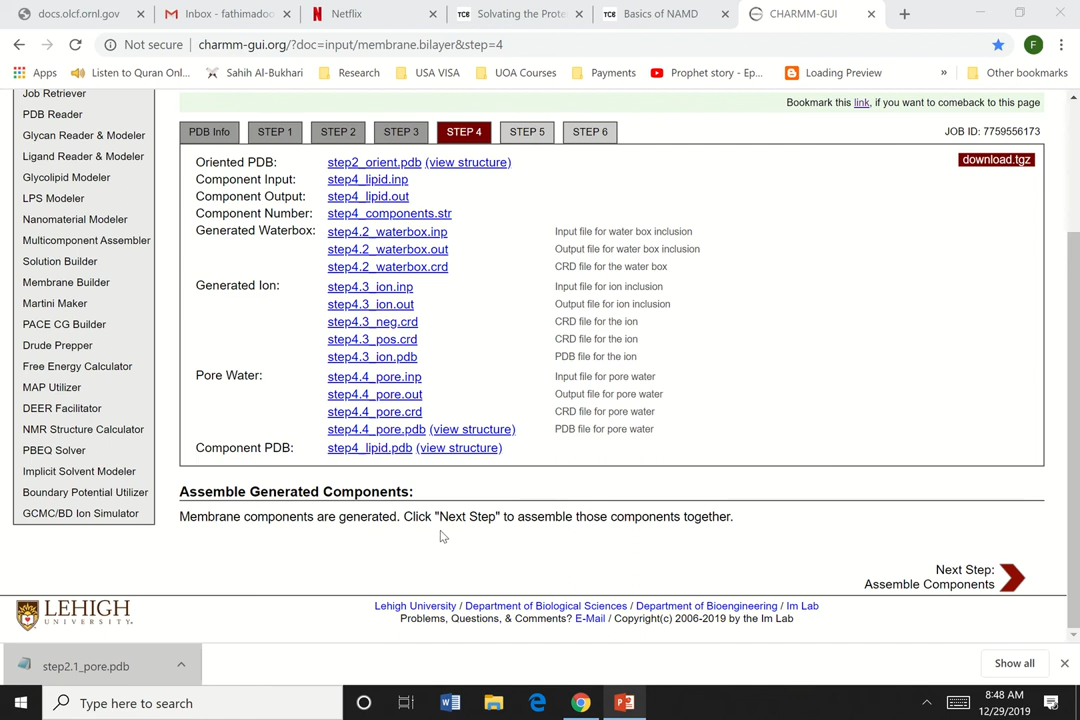 docs.olcf.ornl.gov
Inbox - fathimadoo
Netflix
Solvating the Prote
Basics of NAMD
CHARMM-GUI
Not secure | charmm-gui.org/?doc=input/membrane.bilayer&step=4
F
Apps
Listen to Quran Onl...
Sahih Al-Bukhari
Research
USA VISA
UOA Courses
Payments
Prophet story - Ep...
Loading Preview
»
Other bookmarks
Job Retriever
PDB Reader
Glycan Reader & Modeler
Ligand Reader & Modeler
Glycolipid Modeler
LPS Modeler
Nanomaterial Modeler
Multicomponent Assembler
Solution Builder
Membrane Builder
Martini Maker
PACE CG Builder
Drude Prepper
Free Energy Calculator
MAP Utilizer
DEER Facilitator
NMR Structure Calculator
PBEQ Solver
Implicit Solvent Modeler
Boundary Potential Utilizer
GCMC/BD Ion Simulator
Bookmark this link, if you want to comeback to this page
PDB Info STEP 1 STEP 2 STEP 3 STEP 4 STEP 5 STEP 6 JOB ID: 7759556173
download.tgz
Oriented PDB: step2_orient.pdb (view structure)
Component Input: step4_lipid.inp
Component Output: step4_lipid.out
Component Number: step4_components.str
Generated Waterbox: step4.2_waterbox.inp Input file for water box inclusion
step4.2_waterbox.out Output file for water box inclusion
step4.2_waterbox.crd CRD file for the water box
Generated Ion: step4.3_ion.inp Input file for ion inclusion
step4.3_ion.out Output file for ion inclusion
step4.3_neg.crd CRD file for the ion
step4.3_pos.crd CRD file for the ion
step4.3_ion.pdb PDB file for the ion
Pore Water: step4.4_pore.inp Input file for pore water
step4.4_pore.out Output file for pore water
step4.4_pore.crd CRD file for pore water
step4.4_pore.pdb (view structure) PDB file for pore water
Component PDB: step4_lipid.pdb (view structure)
Assemble Generated Components:
Membrane components are generated. Click "Next Step" to assemble those components together.
Next Step:
Assemble Components
LEHIGH
UNIVERSITY
Lehigh University / Department of Biological Sciences / Department of Bioengineering / Im Lab
Problems, Questions, & Comments? E-Mail / Copyright(c) 2006-2019 by the Im Lab
step2.1_pore.pdb
Show all
Type here to search
8:48 AM
12/29/2019